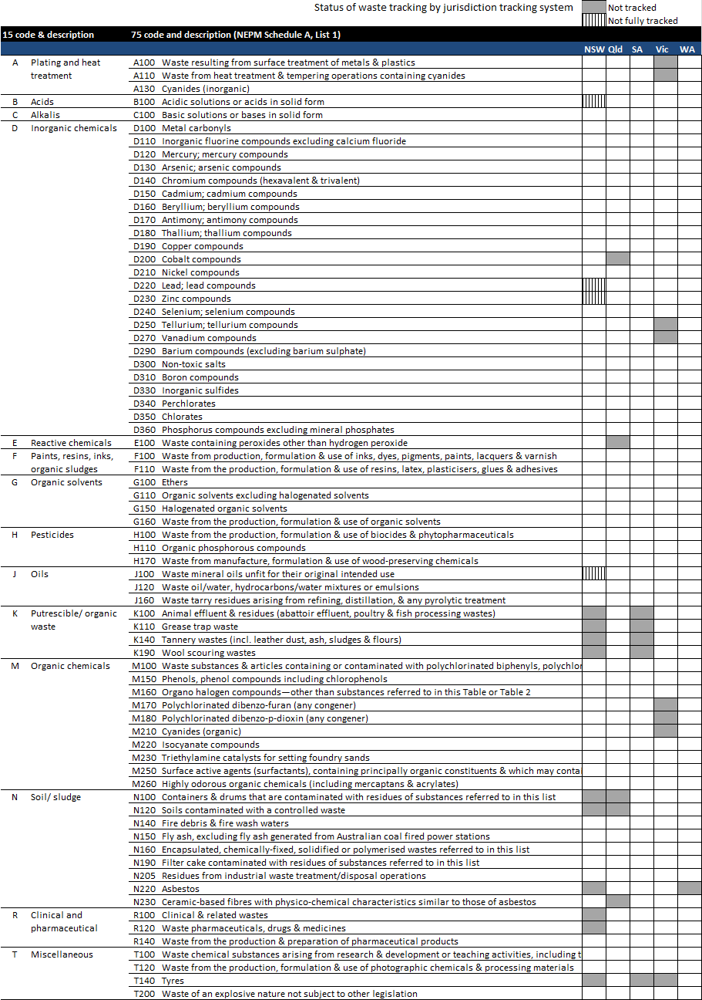 Status of waste tracking by jurisdiction tracking system Not tracked
Not fully tracked
15 code & description 75 code and description (NEPM Schedule A, List 1)
NSW Qld SA Vic WA
A Plating and heat A100 Waste resulting from surface treatment of metals & plastics
treatment A110 Waste from heat treatment & tempering operations containing cyanides
A130 Cyanides (inorganic)
B Acids B100 Acidic solutions or acids in solid form
C Alkalis C100 Basic solutions or bases in solid form
D Inorganic chemicals D100 Metal carbonyls
D110 Inorganic fluorine compounds excluding calcium fluoride
D120 Mercury; mercury compounds
D130 Arsenic; arsenic compounds
D140 Chromium compounds (hexavalent & trivalent)
D150 Cadmium; cadmium compounds
D160 Beryllium; beryllium compounds
D170 Antimony; antimony compounds
D180 Thallium; thallium compounds
D190 Copper compounds
D200 Cobalt compounds
D210 Nickel compounds
D220 Lead; lead compounds
D230 Zinc compounds
D240 Selenium; selenium compounds
D250 Tellurium; tellurium compounds
D270 Vanadium compounds
D290 Barium compounds (excluding barium sulphate)
D300 Non-toxic salts
D310 Boron compounds
D330 Inorganic sulfides
D340 Perchlorates
D350 Chlorates
D360 Phosphorus compounds excluding mineral phosphates
E Reactive chemicals E100 Waste containing peroxides other than hydrogen peroxide
F Paints, resins, inks, F100 Waste from production, formulation & use of inks, dyes, pigments, paints, lacquers & varnish
organic sludges F110 Waste from the production, formulation & use of resins, latex, plasticisers, glues & adhesives
G Organic solvents G100 Ethers
G110 Organic solvents excluding halogenated solvents
G150 Halogenated organic solvents
G160 Waste from the production, formulation & use of organic solvents
H Pesticides H100 Waste from the production, formulation & use of biocides & phytopharmaceuticals
H110 Organic phosphorous compounds
H170 Waste from manufacture, formulation & use of wood-preserving chemicals
J Oils J100 Waste mineral oils unfit for their original intended use
J120 Waste oil/water, hydrocarbons/water mixtures or emulsions
J160 Waste tarry residues arising from refining, distillation, & any pyrolytic treatment
K Putrescible/ organic K100 Animal effluent & residues (abattoir effluent, poultry & fish processing wastes)
waste K110 Grease trap waste
K140 Tannery wastes (incl. leather dust, ash, sludges & flours)
K190 Wool scouring wastes
M Organic chemicals M100 Waste substances & articles containing or contaminated with polychlorinated biphenyls, polychlor
M150 Phenols, phenol compounds including chlorophenols
M160 Organo halogen compounds—other than substances referred to in this Table or Table 2
M170 Polychlorinated dibenzo-furan (any congener)
M180 Polychlorinated dibenzo-p-dioxin (any congener)
M210 Cyanides (organic)
M220 Isocyanate compounds
M230 Triethylamine catalysts for setting foundry sands
M250 Surface active agents (surfactants), containing principally organic constituents & which may contai
M260 Highly odorous organic chemicals (including mercaptans & acrylates)
N Soil/ sludge N100 Containers & drums that are contaminated with residues of substances referred to in this list
N120 Soils contaminated with a controlled waste
N140 Fire debris & fire wash waters
N150 Fly ash, excluding fly ash generated from Australian coal fired power stations
N160 Encapsulated, chemically-fixed, solidified or polymerised wastes referred to in this list
N190 Filter cake contaminated with residues of substances referred to in this list
N205 Residues from industrial waste treatment/disposal operations
N220 Asbestos
N230 Ceramic-based fibres with physico-chemical characteristics similar to those of asbestos
R Clinical and R100 Clinical & related wastes
pharmaceutical R120 Waste pharmaceuticals, drugs & medicines
R140 Waste from the production & preparation of pharmaceutical products
T Miscellaneous T100 Waste chemical substances arising from research & development or teaching activities, including t
T120 Waste from the production, formulation & use of photographic chemicals & processing materials
T140 Tyres
T200 Waste of an explosive nature not subject to other legislation